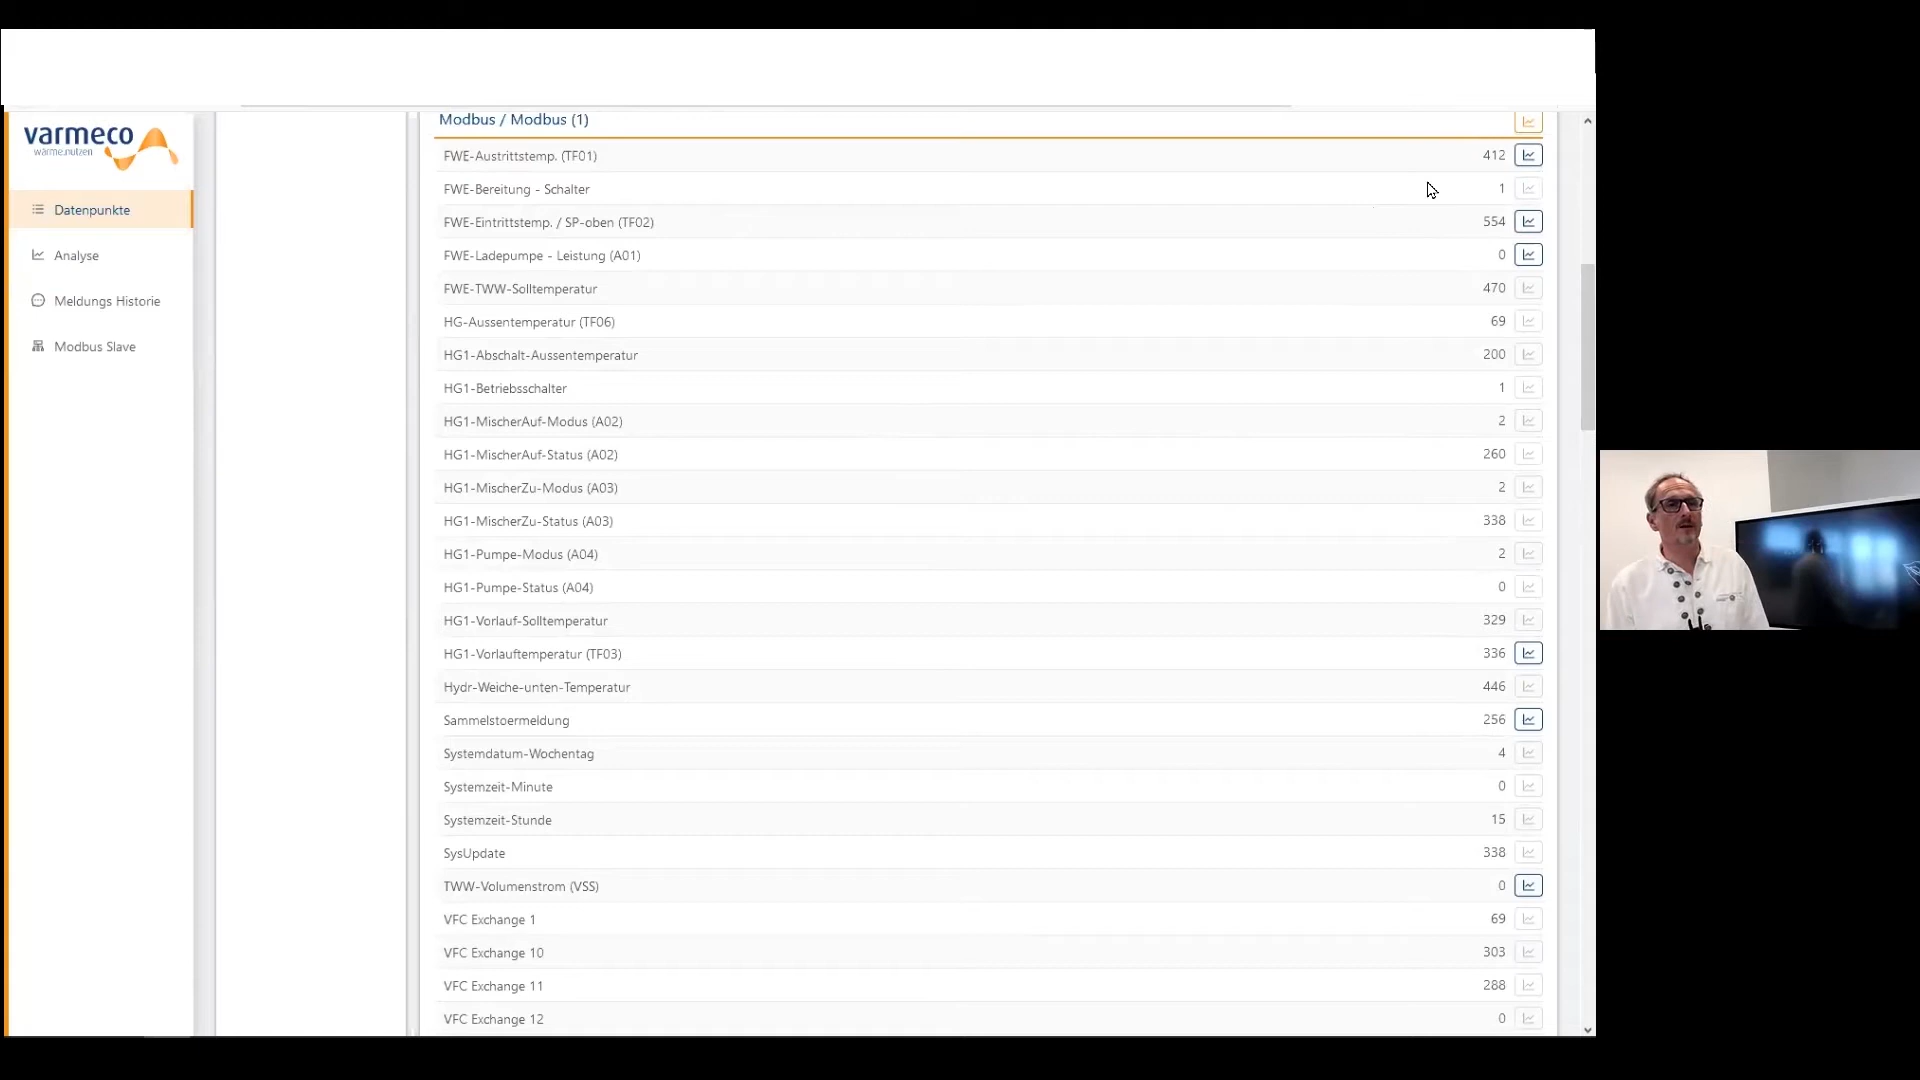 varmeco
wärme.nutzen
Datenpunkte
Analyse
Meldungs Historie
Modbus Slave
Modbus / Modbus (1)
FWE-Austrittstemp. (TF01) 412
FWE-Bereitung - Schalter 1
FWE-Eintrittstemp. / SP-oben (TF02) 554
FWE-Ladepumpe - Leistung (A01) 0
FWE-TWW-Solltemperatur 470
HG-Aussentemperatur (TF06) 69
HG1-Abschalt-Aussentemperatur 200
HG1-Betriebsschalter 1
HG1-MischerAuf-Modus (A02) 2
HG1-MischerAuf-Status (A02) 260
HG1-MischerZu-Modus (A03) 2
HG1-MischerZu-Status (A03) 338
HG1-Pumpe-Modus (A04) 2
HG1-Pumpe-Status (A04) 0
HG1-Vorlauf-Solltemperatur 329
HG1-Vorlauftemperatur (TF03) 336
Hydr-Weiche-unten-Temperatur 446
Sammelstoermeldung 256
Systemdatum-Wochentag 4
Systemzeit-Minute 0
Systemzeit-Stunde 15
SysUpdate 338
TWW-Volumenstrom (VSS) 0
VFC Exchange 1 69
VFC Exchange 10 303
VFC Exchange 11 288
VFC Exchange 12 0